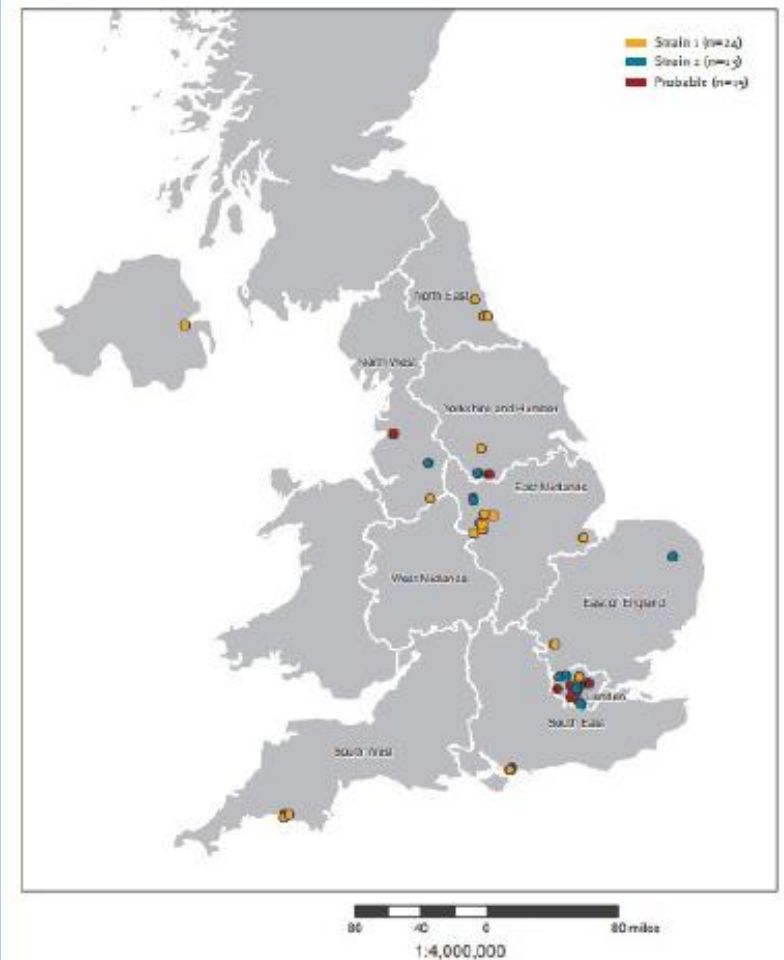 Strain 1 (n=24)
Strain 2 (n=13)
Probable (n=15)
North East
North West
Yorkshire and Humber
East Midlands
West Midlands
East of England
London
South East
South West
80 40 0 80 miles
1:4,000,000